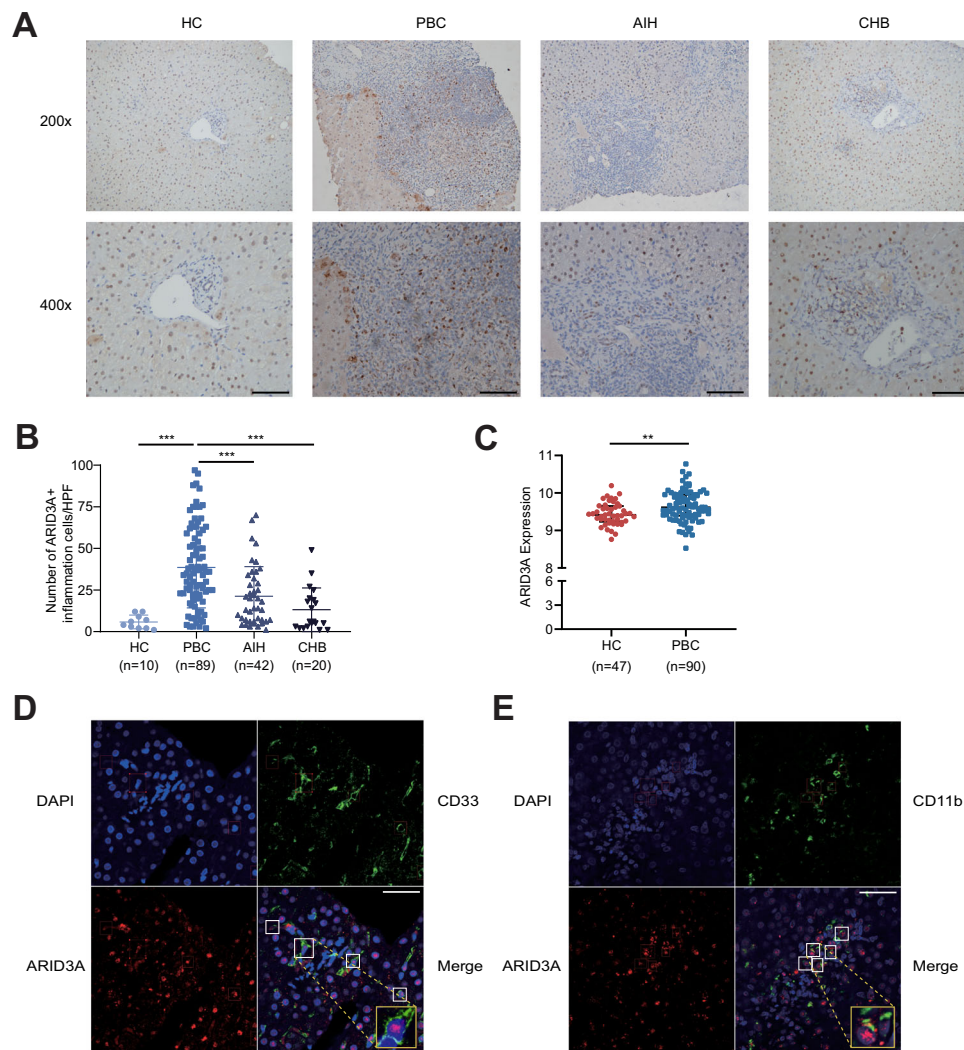 A
HC PBC AIH CHB
200x
400x
B
*** ***
***
Number of ARID3A+
inflammation cells/HPF
100
75
50
25
0
HC PBC AIH CHB
(n=10) (n=89) (n=42) (n=20)
C
**
ARID3A Expression
11
10
9
8
6
3
0
HC PBC
(n=47) (n=90)
D
DAPI CD33
ARID3A Merge
E
DAPI CD11b
ARID3A Merge